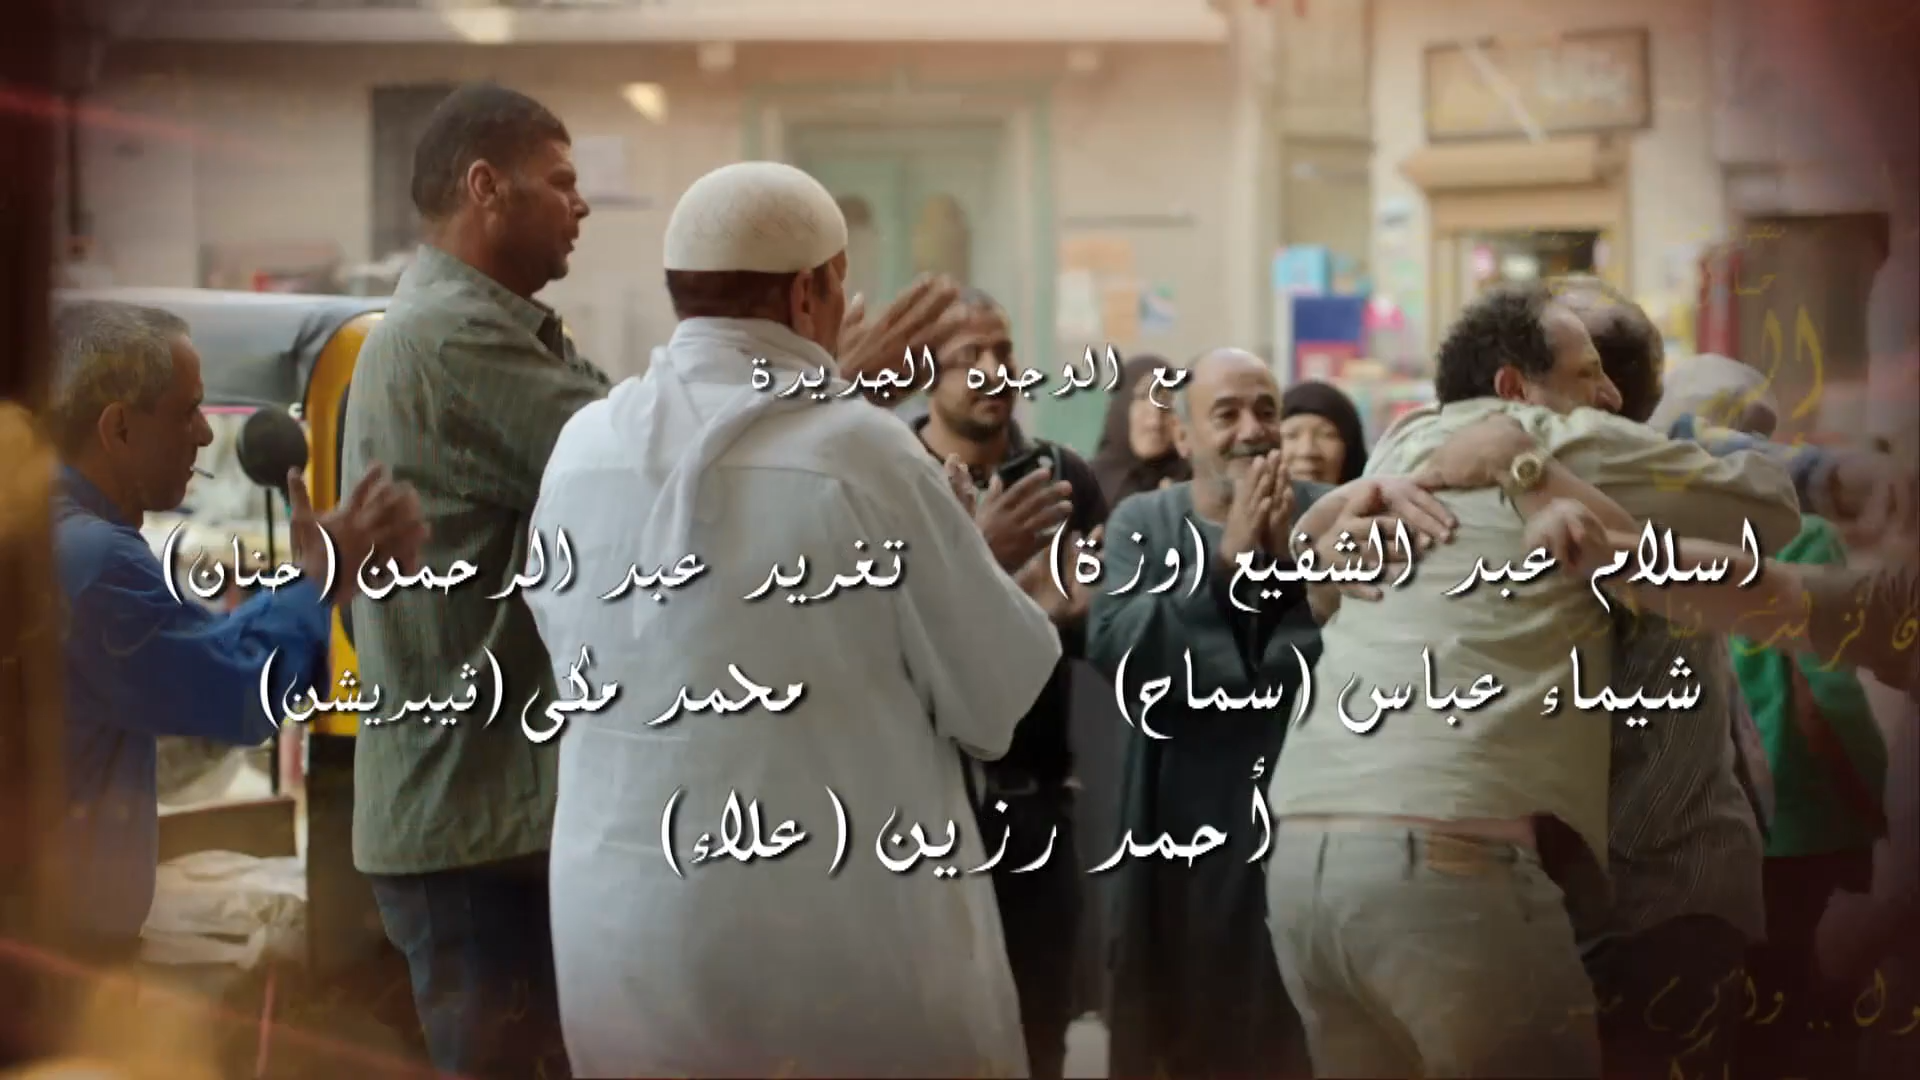 مع الوجوه الجديدة
اسلام عبد الشفيع (وزة) تغريد عبد الرحمن (حنان)
شيماء عباس (سماح) محمد مكى (ڤيبريشن)
أحمد رزين (علاء)